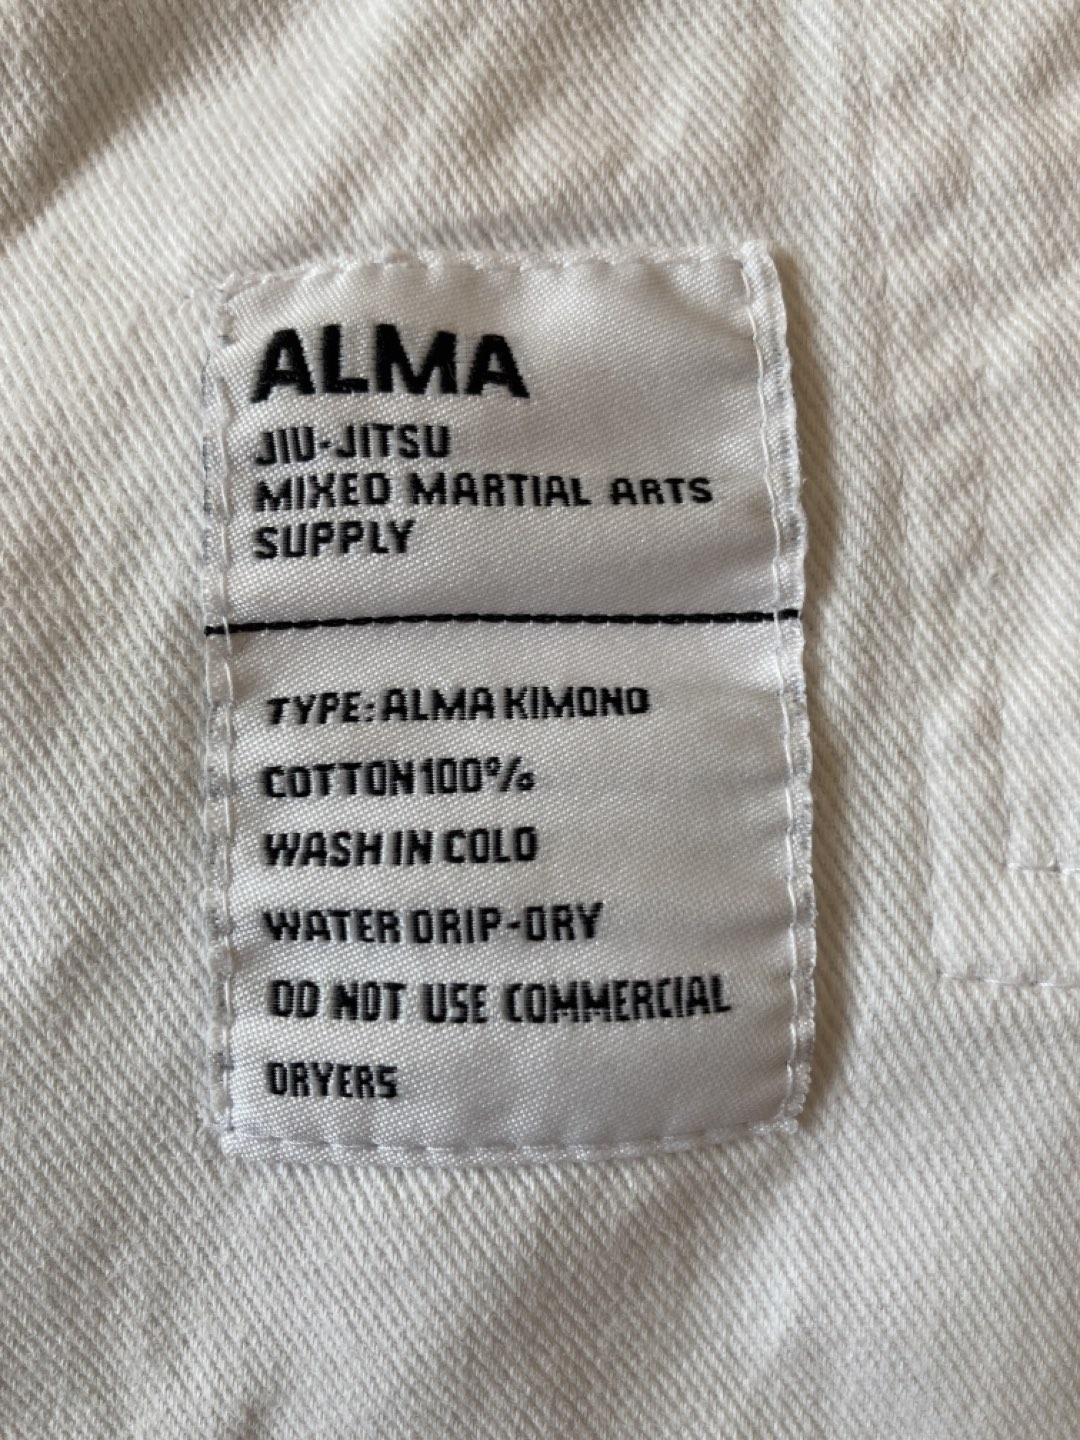 ALMA
JIU-JITSU
MIXED MARTIAL ARTS
SUPPLY
TYPE: ALMA KIMONO
COTTON 100%
WASH IN COLD
WATER DRIP-DRY
DO NOT USE COMMERCIAL
DRYERS